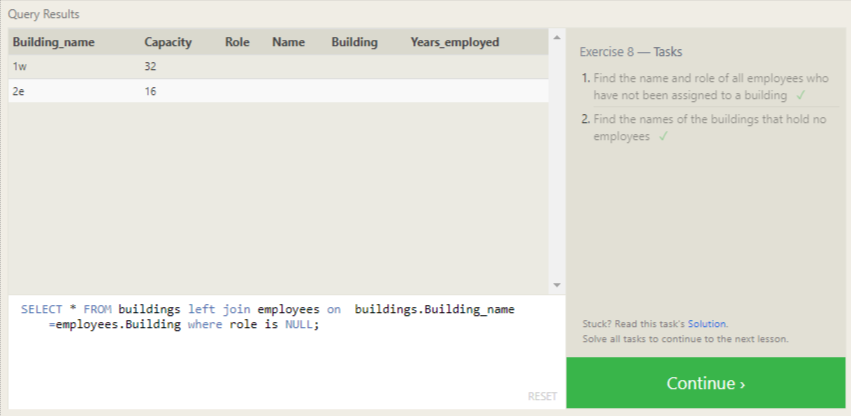 Query Results
Building_name Capacity Role Name Building Years_employed
1w 32
2e 16
SELECT * FROM buildings left join employees on  buildings.Building_name
=employees.Building where role is NULL;
RESET
Exercise 8 — Tasks
1. Find the name and role of all employees who
have not been assigned to a building ✓
2. Find the names of the buildings that hold no
employees ✓
Stuck? Read this task's Solution.
Solve all tasks to continue to the next lesson.
Continue ›